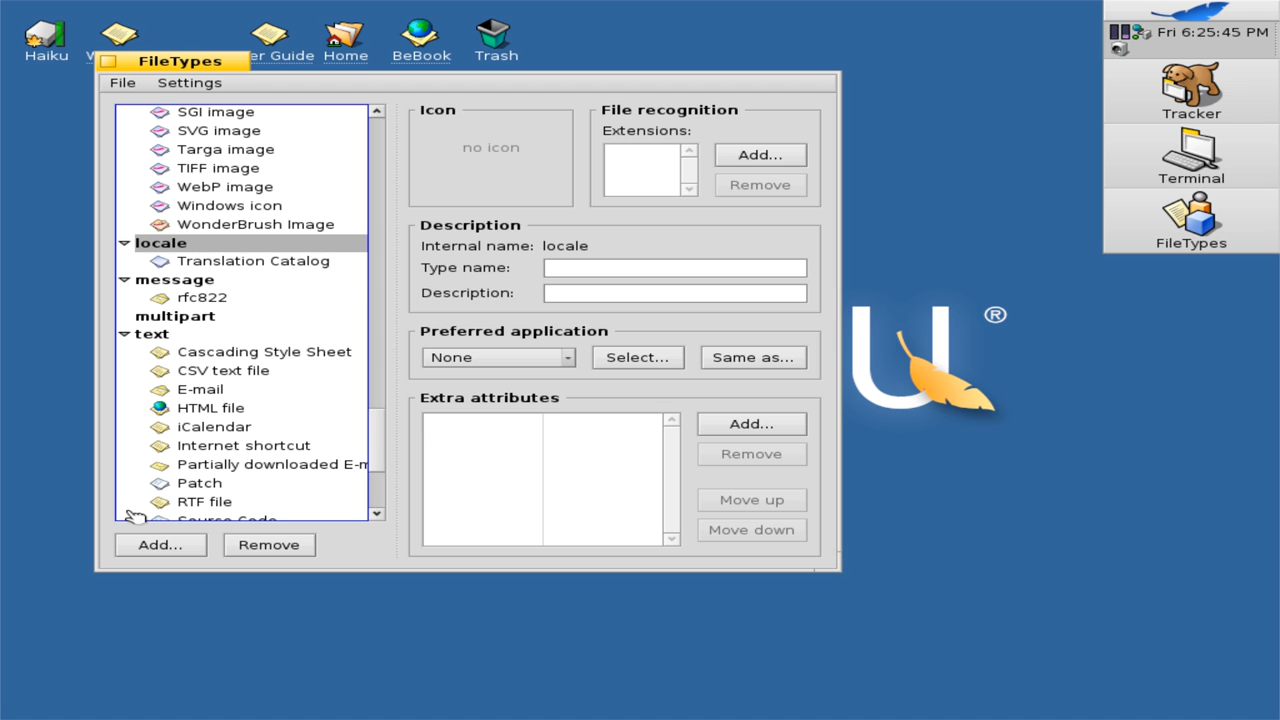 Haiku
er Guide
Home
BeBook
Trash
Fri 6:25:45 PM
Tracker
Terminal
FileTypes
FileTypes
File
Settings
SGI image
SVG image
Targa image
TIFF image
WebP image
Windows icon
WonderBrush Image
locale
Translation Catalog
message
rfc822
multipart
text
Cascading Style Sheet
CSV text file
E-mail
HTML file
iCalendar
Internet shortcut
Partially downloaded E-m
Patch
RTF file
Source Code
Add...
Remove
Icon
no icon
File recognition
Extensions:
Add...
Remove
Description
Internal name: locale
Type name:
Description:
Preferred application
None
Select...
Same as...
Extra attributes
Add...
Remove
Move up
Move down
U®